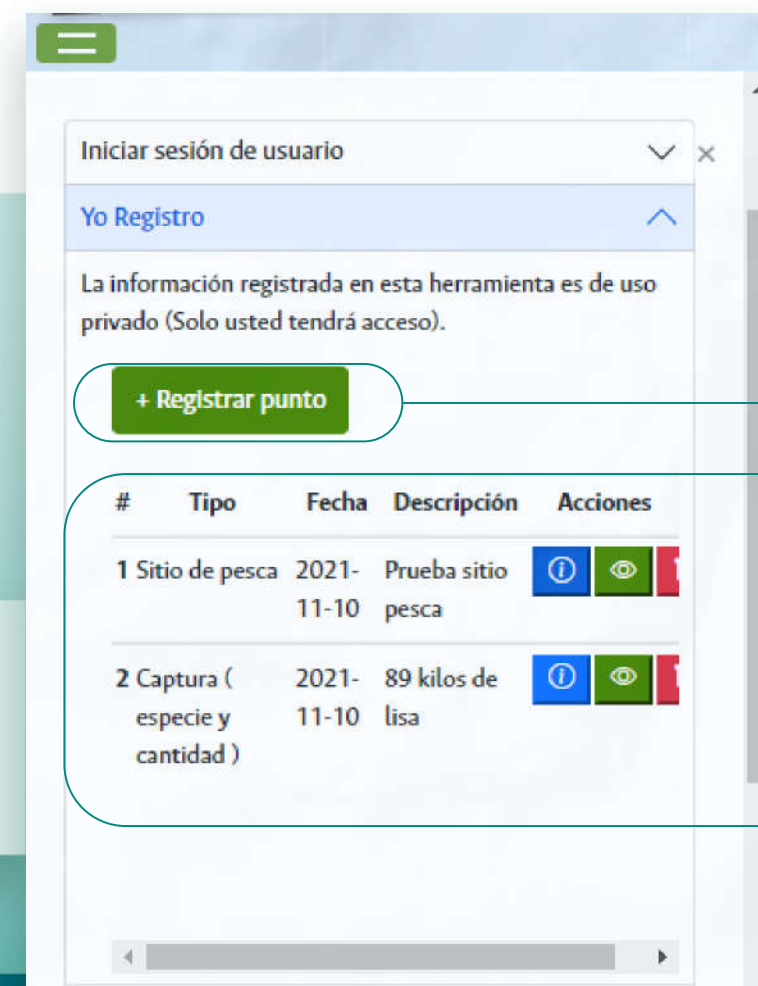 Iniciar sesión de usuario
Yo Registro
La información registrada en esta herramienta es de uso
privado (Solo usted tendrá acceso).
+ Registrar punto
# Tipo Fecha Descripción Acciones
1 Sitio de pesca 2021- Prueba sitio
11-10 pesca
2 Captura ( 2021- 89 kilos de
especie y 11-10 lisa
cantidad )